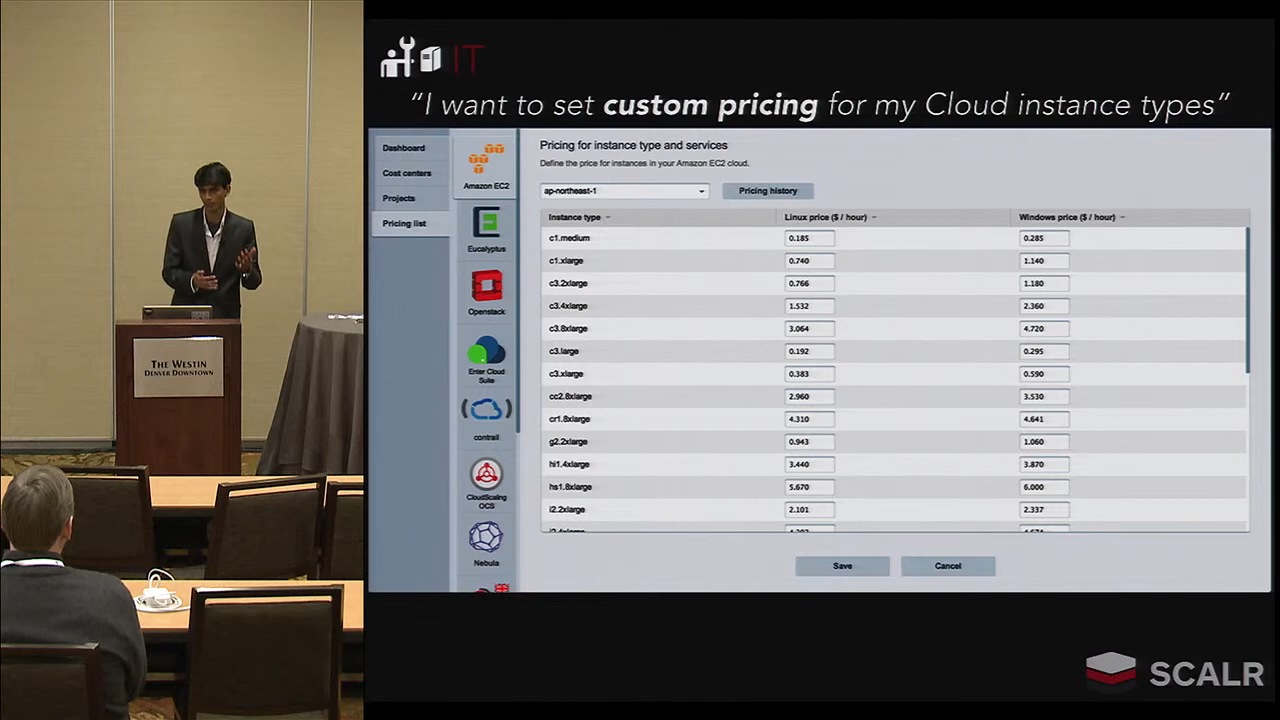 THE WESTIN
DENVER DOWNTOWN
IT
“I want to set custom pricing for my Cloud instance types”
Dashboard
Cost centers
Projects
Pricing list
Amazon EC2
Eucalyptus
Openstack
Enter Cloud
Suite
contrail
CloudScaling
OCS
Nebula
Pricing for instance type and services
Define the price for instances in your Amazon EC2 cloud.
ap-northeast-1 Pricing history
Instance type Linux price ($ / hour) Windows price ($ / hour)
c1.medium 0.185 0.285
c1.xlarge 0.740 1.140
c3.2xlarge 0.766 1.180
c3.4xlarge 1.532 2.360
c3.8xlarge 3.064 4.720
c3.large 0.192 0.295
c3.xlarge 0.383 0.590
cc2.8xlarge 2.960 3.530
cr1.8xlarge 4.310 4.641
g2.2xlarge 0.943 1.060
hi1.4xlarge 3.440 3.870
hs1.8xlarge 5.670 6.000
i2.2xlarge 2.101 2.337
Save Cancel
SCALR